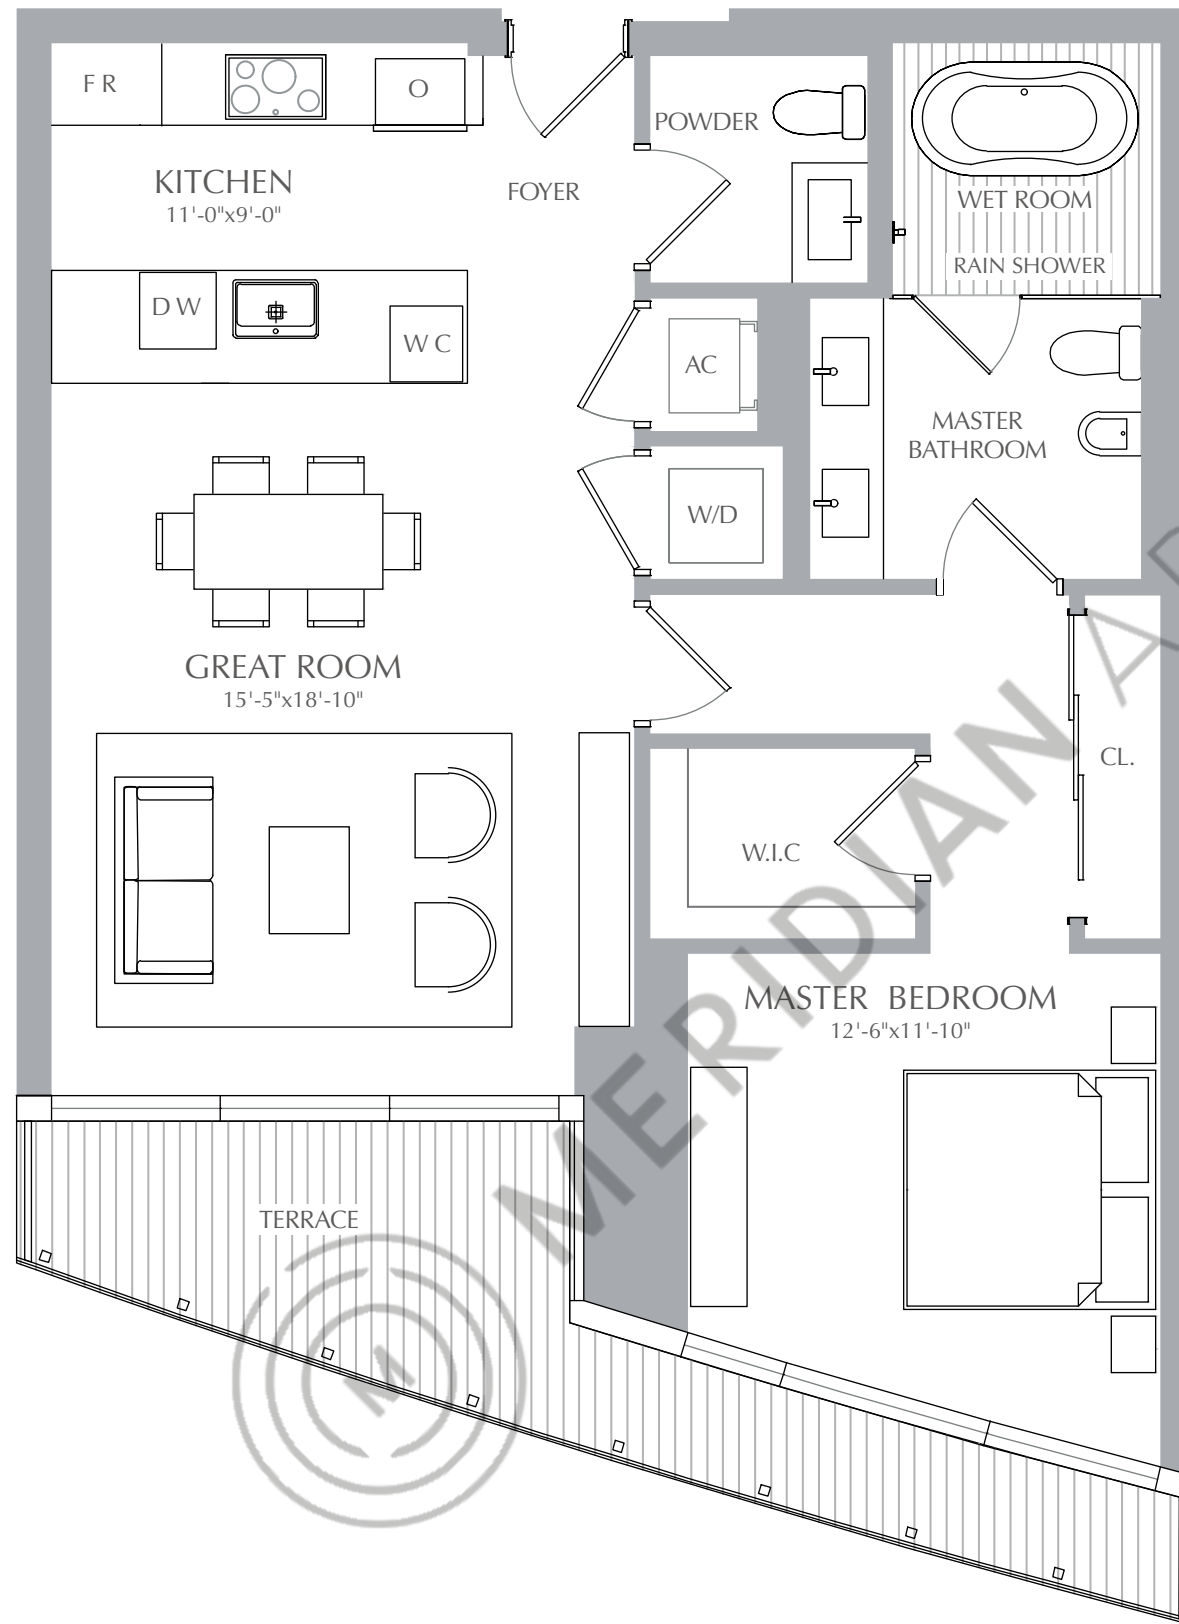 F R
O
POWDER
KITCHEN
11'-0"x9'-0"
FOYER
WET ROOM
RAIN SHOWER
D W
W C
AC
MASTER
BATHROOM
W/D
GREAT ROOM
15'-5"x18'-10"
CL.
W.I.C
MASTER BEDROOM
12'-6"x11'-10"
TERRACE
MERIDIAN
M